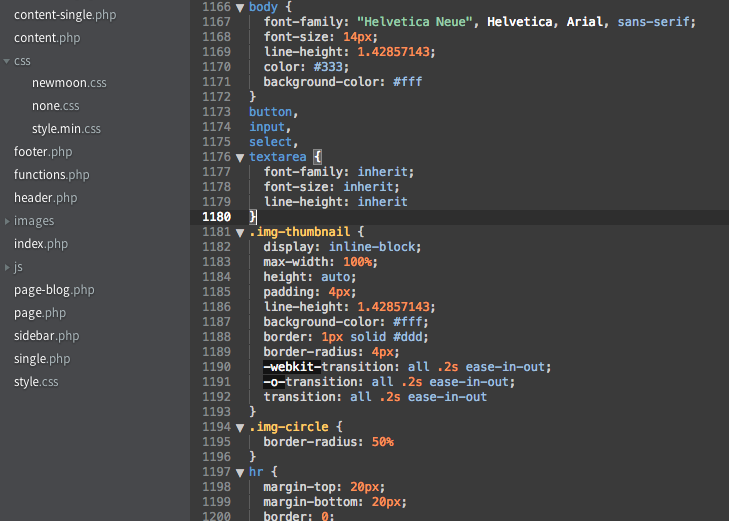 content-single.php
content.php
css
newmoon.css
none.css
style.min.css
footer.php
functions.php
header.php
images
index.php
js
page-blog.php
page.php
sidebar.php
single.php
style.css
1166 body {
1167 font-family: "Helvetica Neue", Helvetica, Arial, sans-serif;
1168 font-size: 14px;
1169 line-height: 1.42857143;
1170 color: #333;
1171 background-color: #fff
1172 }
1173 button,
1174 input,
1175 select,
1176 textarea {
1177 font-family: inherit;
1178 font-size: inherit;
1179 line-height: inherit
1180 }
1181 .img-thumbnail {
1182 display: inline-block;
1183 max-width: 100%;
1184 height: auto;
1185 padding: 4px;
1186 line-height: 1.42857143;
1187 background-color: #fff;
1188 border: 1px solid #ddd;
1189 border-radius: 4px;
1190 -webkit-transition: all .2s ease-in-out;
1191 -o-transition: all .2s ease-in-out;
1192 transition: all .2s ease-in-out
1193 }
1194 .img-circle {
1195 border-radius: 50%
1196 }
1197 hr {
1198 margin-top: 20px;
1199 margin-bottom: 20px;
1200 border: 0;